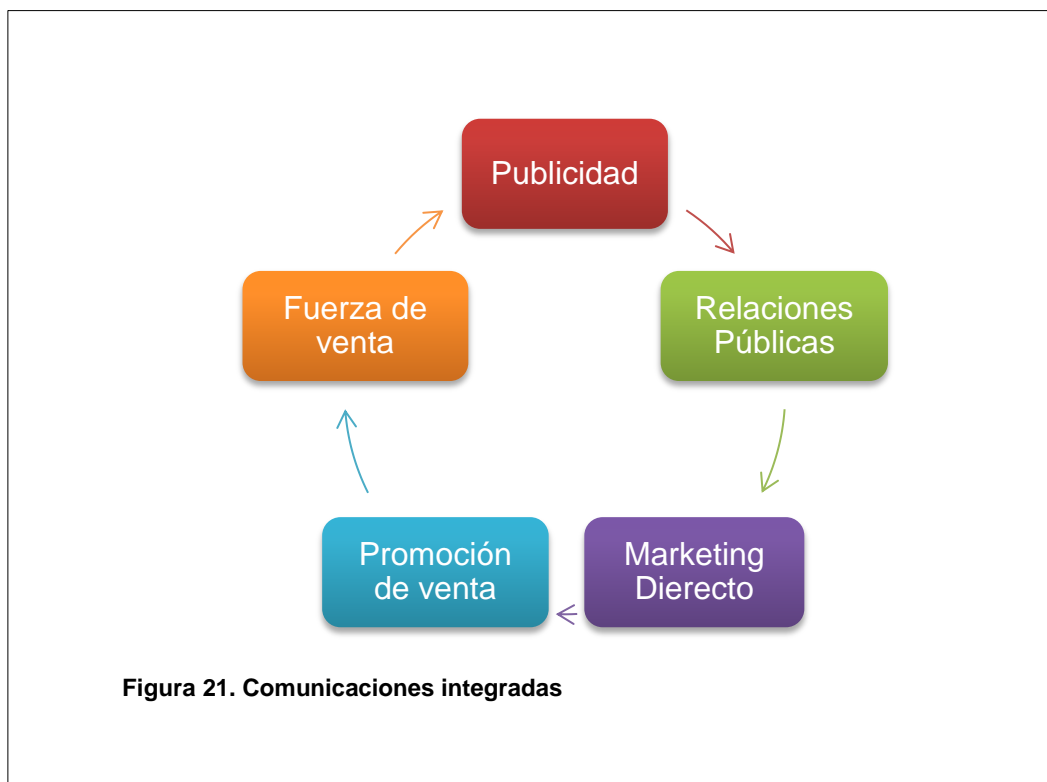 Publicidad
Fuerza de
venta
Relaciones
Públicas
Promoción
de venta
Marketing
Dierecto
Figura 21. Comunicaciones integradas